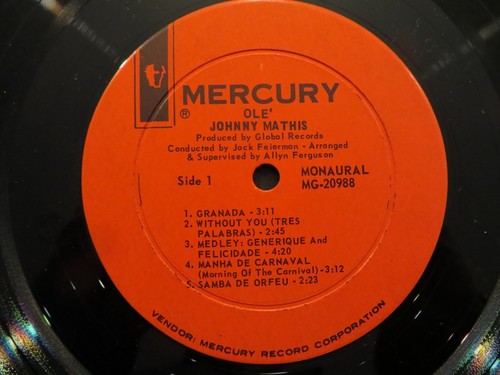 MERCURY
®
OLE'
JOHNNY MATHIS
Produced by Global Records
Conducted by Jack Feierman - Arranged
& Supervised by Allyn Ferguson
Side 1
MONAURAL
MG-20988
1. GRANADA - 3:11
2. WITHOUT YOU (TRES
PALABRAS) - 2:45
3. MEDLEY: GENERIQUE And
FELICIDADE - 4:20
4. MANHA DE CARNAVAL
(Morning Of The Carnival) - 3:12
5. SAMBA DE ORFEU - 2:23
VENDOR: MERCURY RECORD CORPORATION